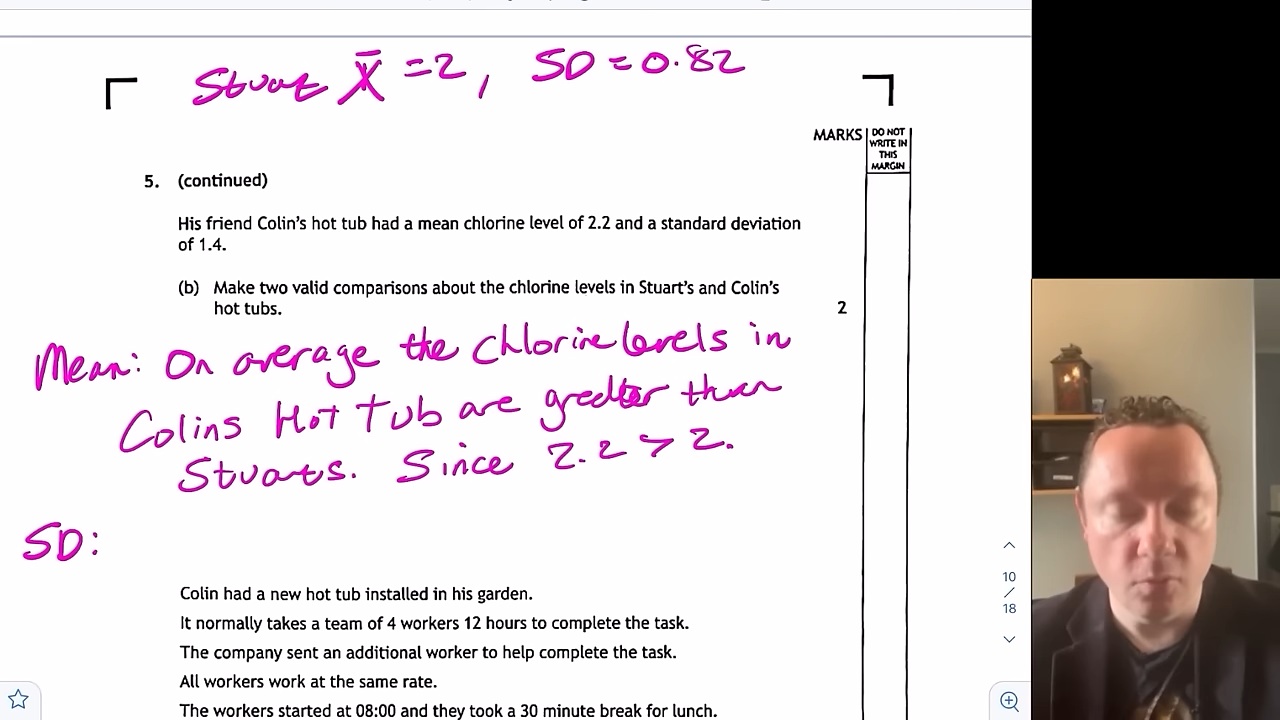 Stuart X̄ = 2, SD = 0.82
MARKS
DO NOT
WRITE IN
THIS
MARGIN
5. (continued)
His friend Colin's hot tub had a mean chlorine level of 2.2 and a standard deviation
of 1.4.
(b) Make two valid comparisons about the chlorine levels in Stuart's and Colin's
hot tubs.
2
Mean: On average the Chlorine levels in
Colins Hot Tub are greater than
Stuarts. Since 2.2 > 2.
SD:
Colin had a new hot tub installed in his garden.
It normally takes a team of 4 workers 12 hours to complete the task.
The company sent an additional worker to help complete the task.
All workers work at the same rate.
The workers started at 08:00 and they took a 30 minute break for lunch.
10
/
18